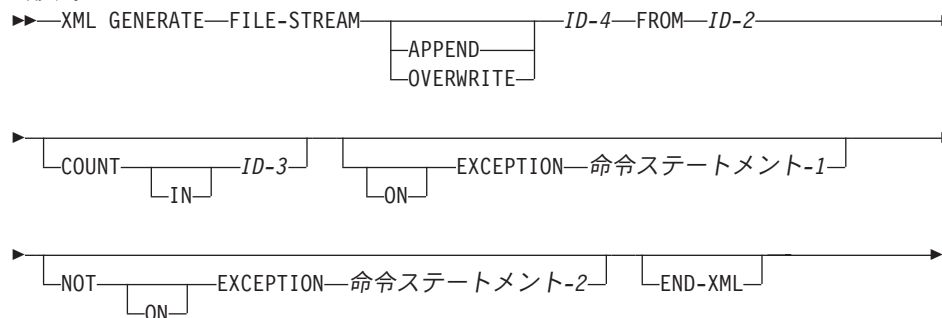 XML GENERATE FILE-STREAM ID-4 FROM ID-2
APPEND
OVERWRITE
COUNT ID-3 EXCEPTION 命令ステートメント-1
IN ON
NOT EXCEPTION 命令ステートメント-2 END-XML
ON